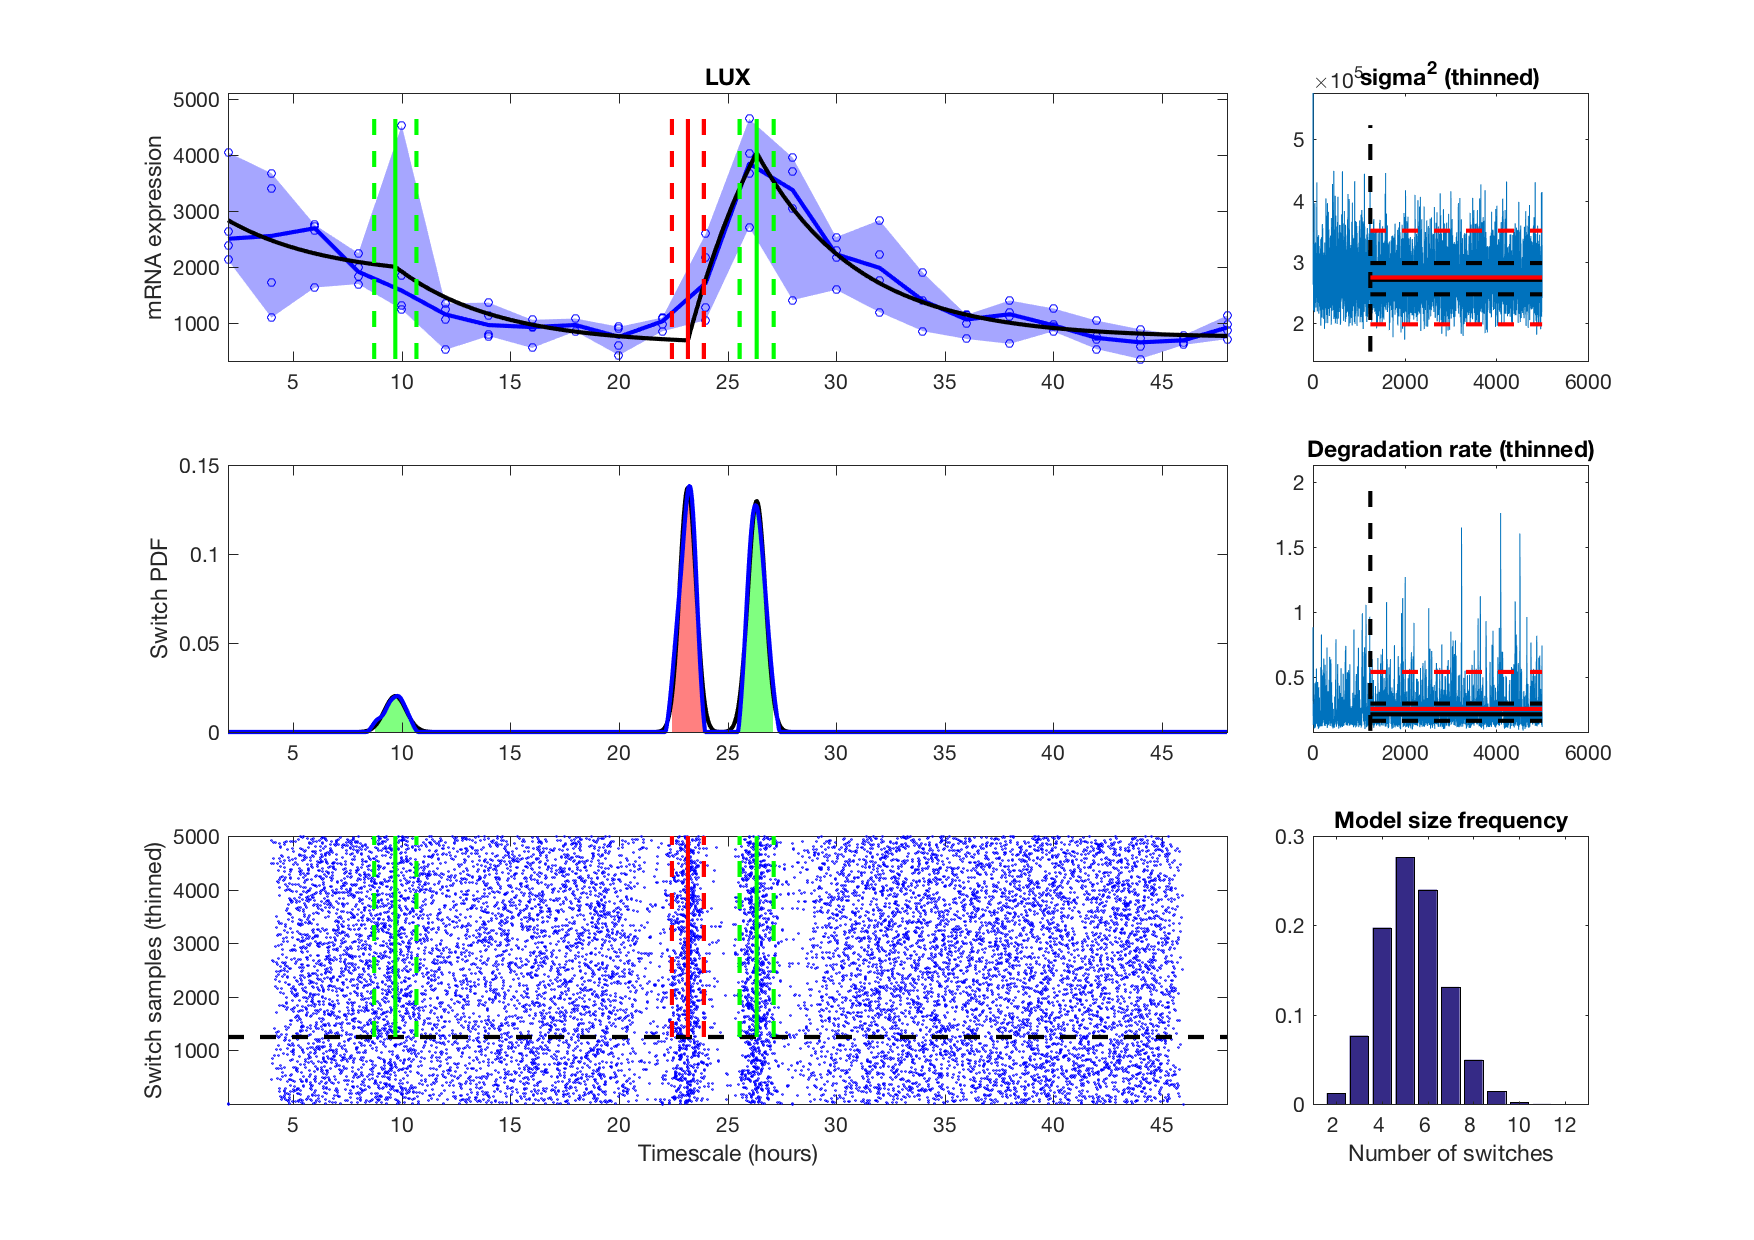 LUX
mRNA expression
5000
4000
3000
2000
1000
5 10 15 20 25 30 35 40 45
×10⁵
sigma² (thinned)
5
4
3
2
0 2000 4000 6000
Switch PDF
0.15
0.1
0.05
0
5 10 15 20 25 30 35 40 45
Degradation rate (thinned)
2
1.5
1
0.5
0 2000 4000 6000
Switch samples (thinned)
5000
4000
3000
2000
1000
5 10 15 20 25 30 35 40 45
Timescale (hours)
Model size frequency
0.3
0.2
0.1
0
2 4 6 8 10 12
Number of switches